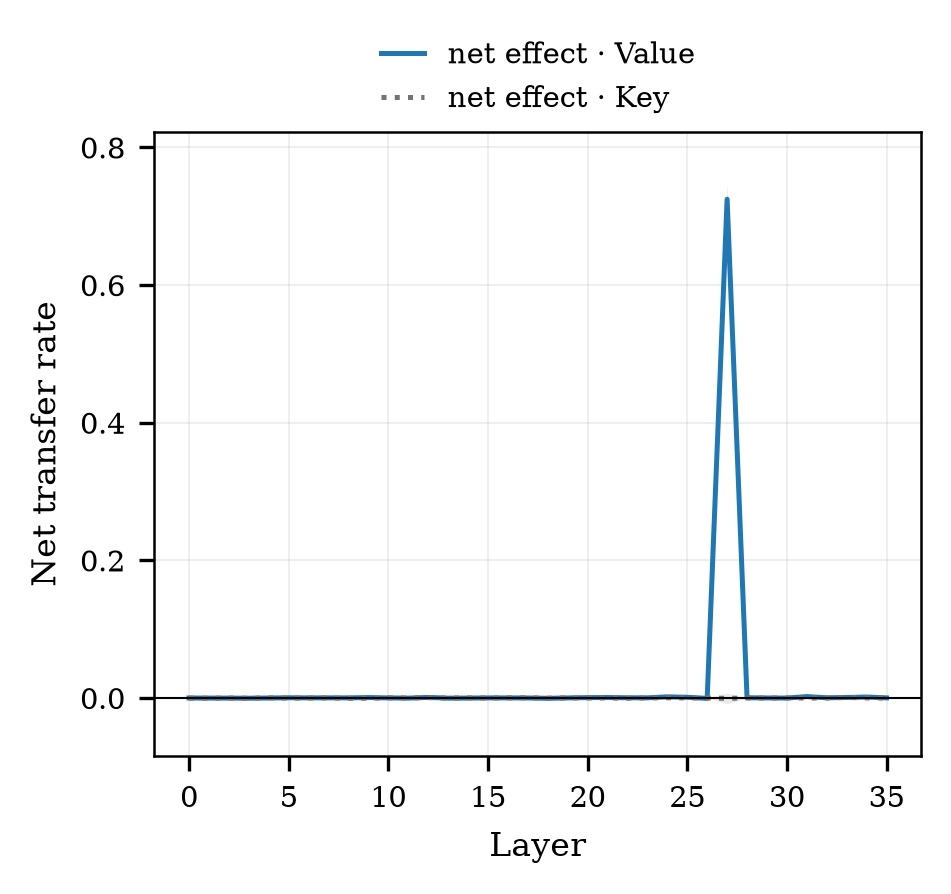 net effect · Value
net effect · Key
Net transfer rate
0.8
0.6
0.4
0.2
0.0
0 5 10 15 20 25 30 35
Layer